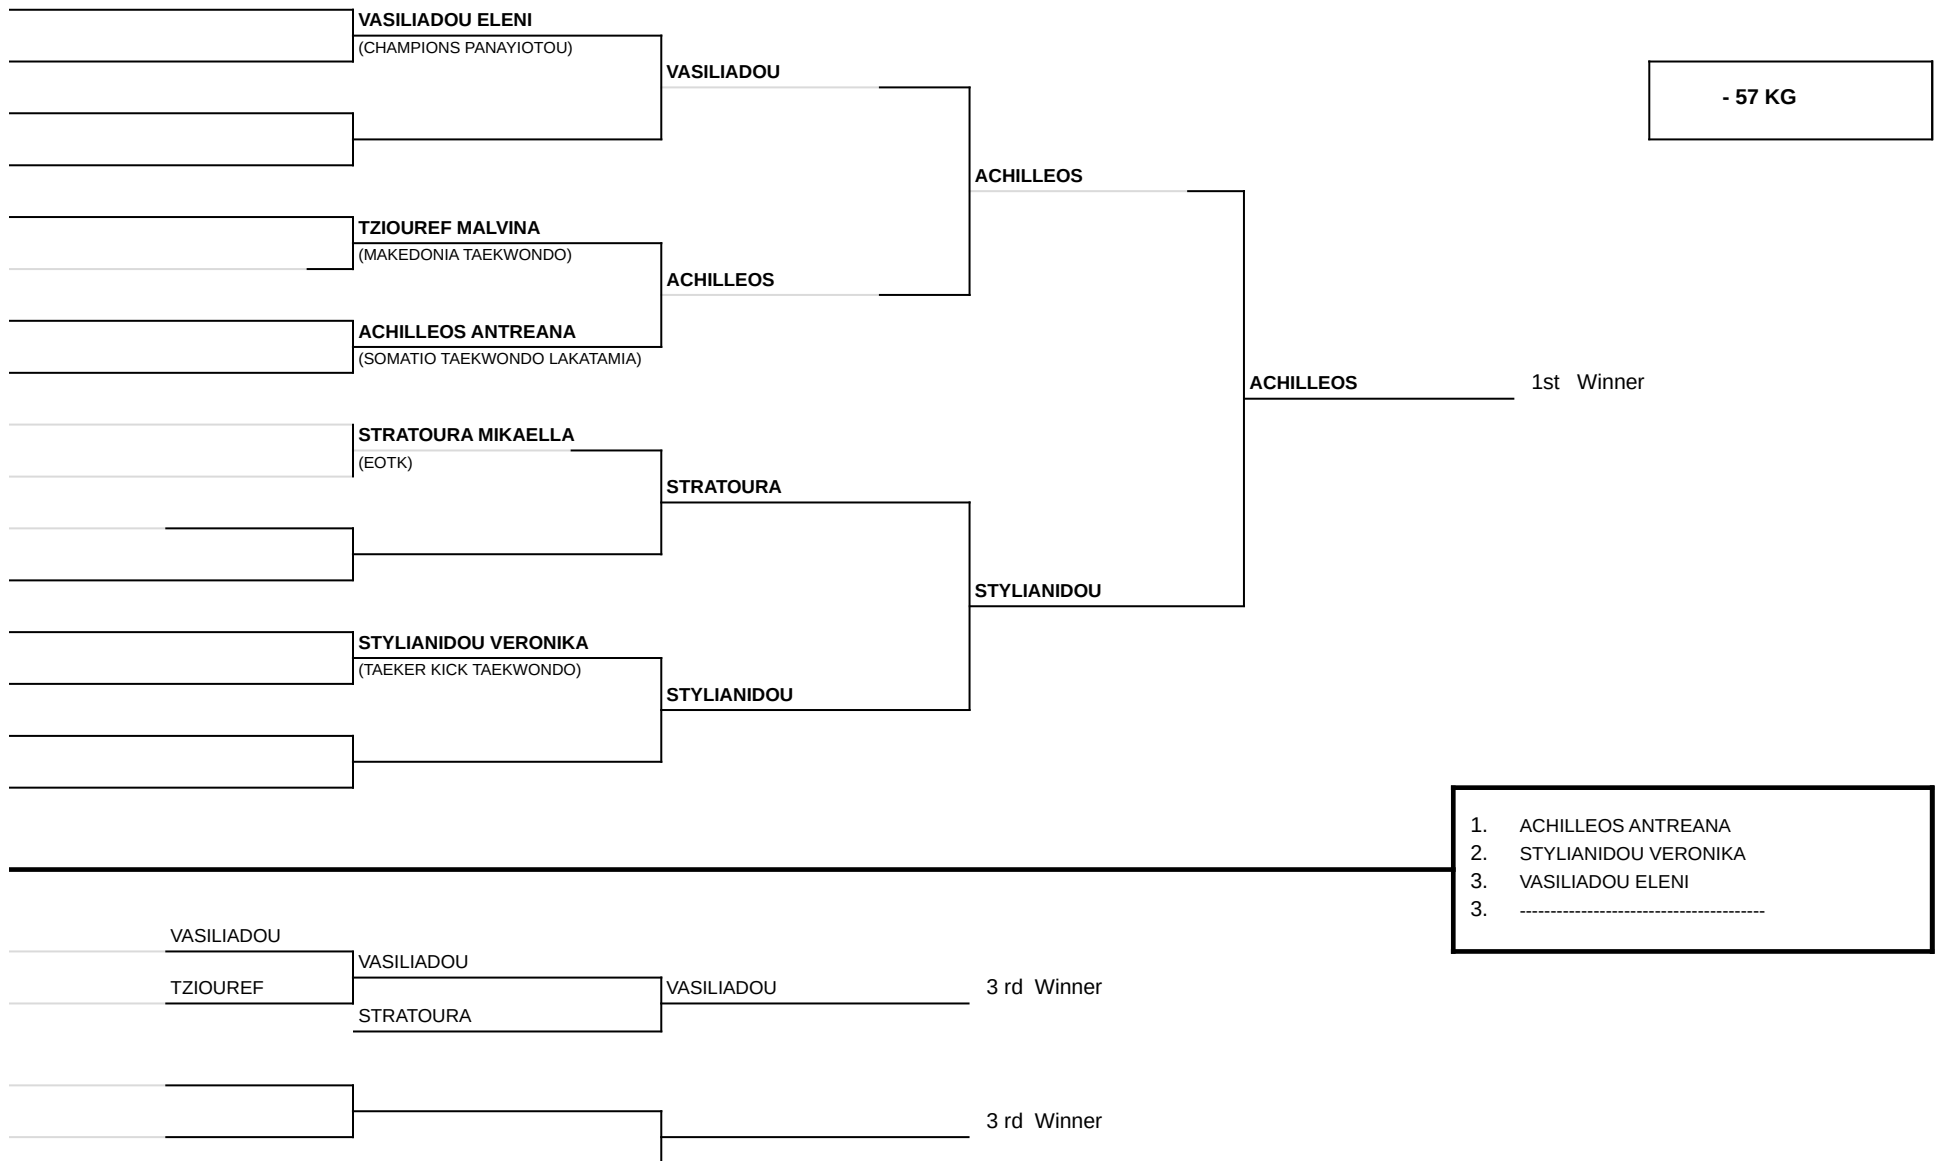 VASILIADOU ELENI
(CHAMPIONS PANAYIOTOU)
VASILIADOU
- 57 KG
ACHILLEOS
TZIOUREF MALVINA
(MAKEDONIA TAEKWONDO)
ACHILLEOS
ACHILLEOS ANTREANA
(SOMATIO TAEKWONDO LAKATAMIA)
ACHILLEOS 1st Winner
STRATOURA MIKAELLA
(EOTK)
STRATOURA
STYLIANIDOU
STYLIANIDOU VERONIKA
(TAEKER KICK TAEKWONDO)
STYLIANIDOU
1. ACHILLEOS ANTREANA
2. STYLIANIDOU VERONIKA
3. VASILIADOU ELENI
3. ----------------------------------------
VASILIADOU
VASILIADOU
TZIOUREF
VASILIADOU 3 rd Winner
STRATOURA
3 rd Winner